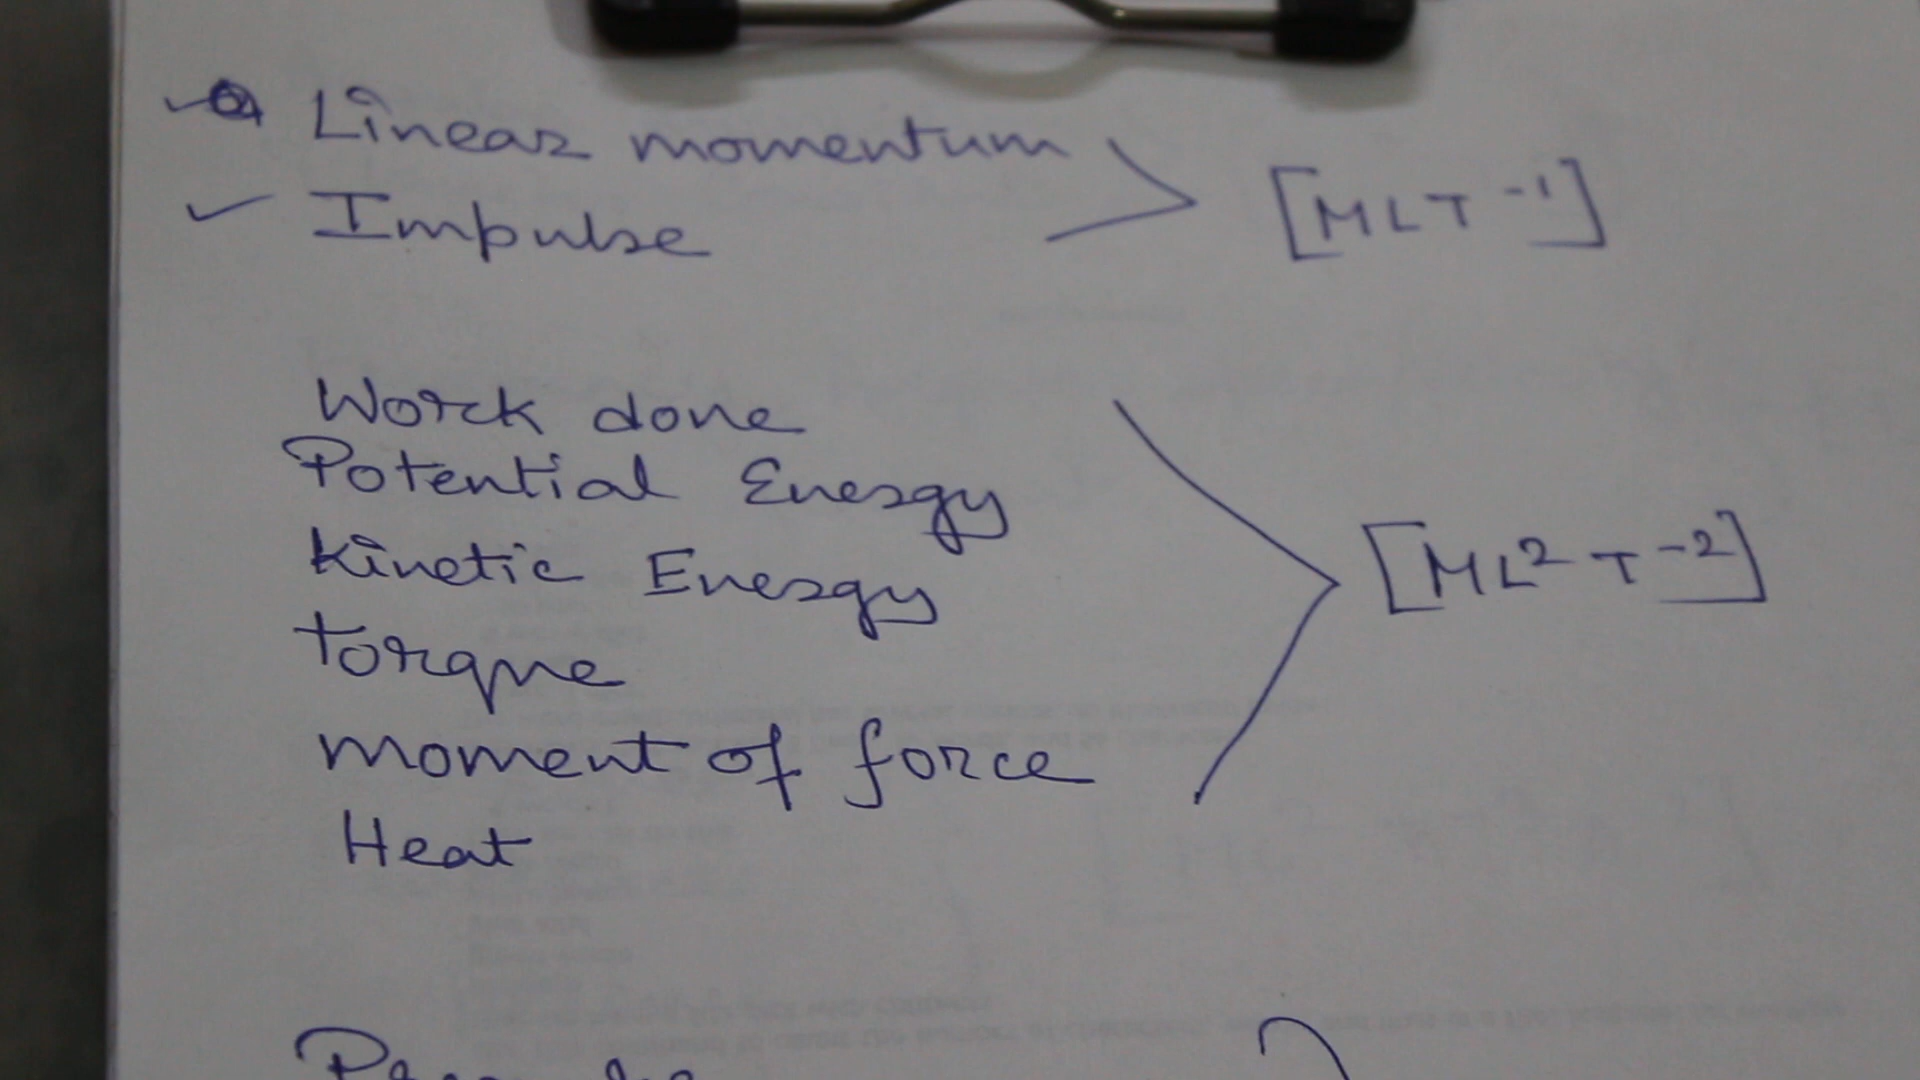 Linear momentum
Impulse
[MLT⁻¹]
Work done
Potential Energy
Kinetic Energy
torque
moment of force
Heat
[ML²T⁻²]